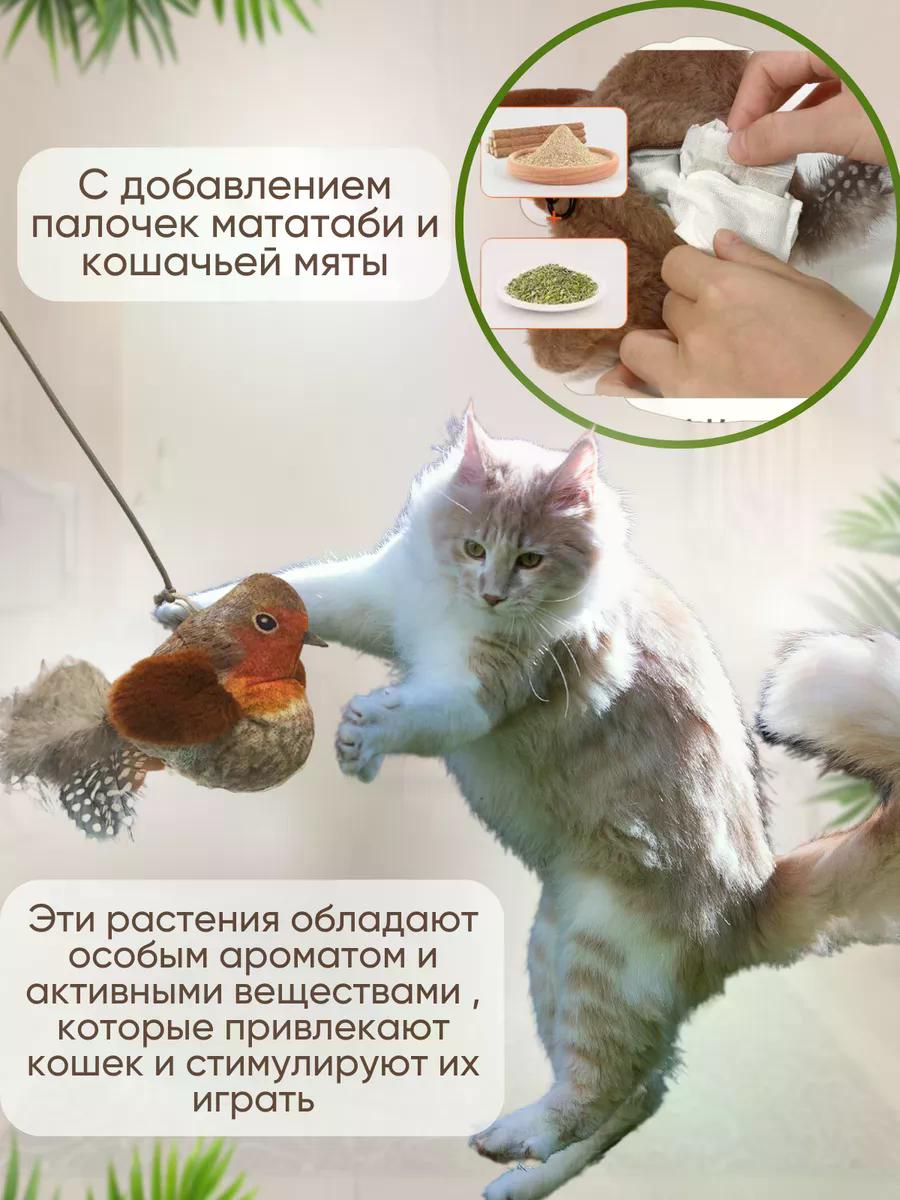 С добавлением
палочек мататаби и
кошачьей мяты
Эти растения обладают
особым ароматом и
активными веществами ,
которые привлекают
кошек и стимулируют их
играть